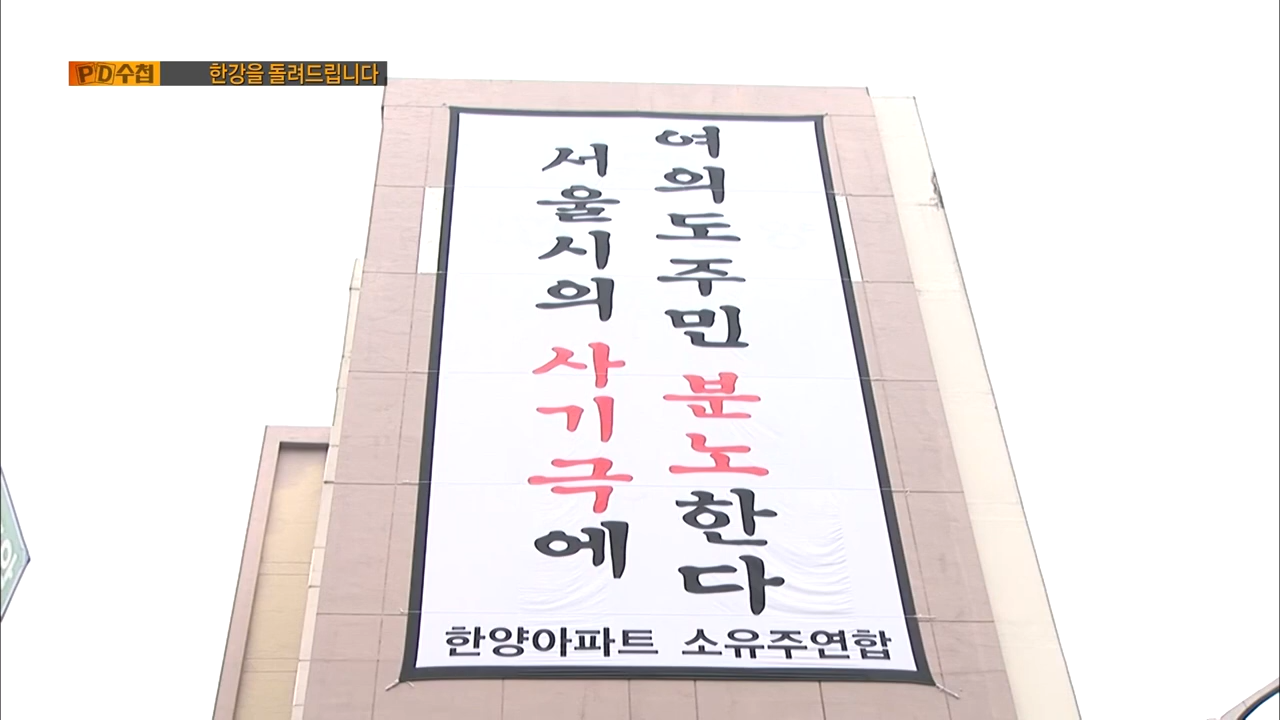 PD수첩
한강을 돌려드립니다
서울시의 사기극에
여의도주민 분노한다
한양아파트 소유주연합